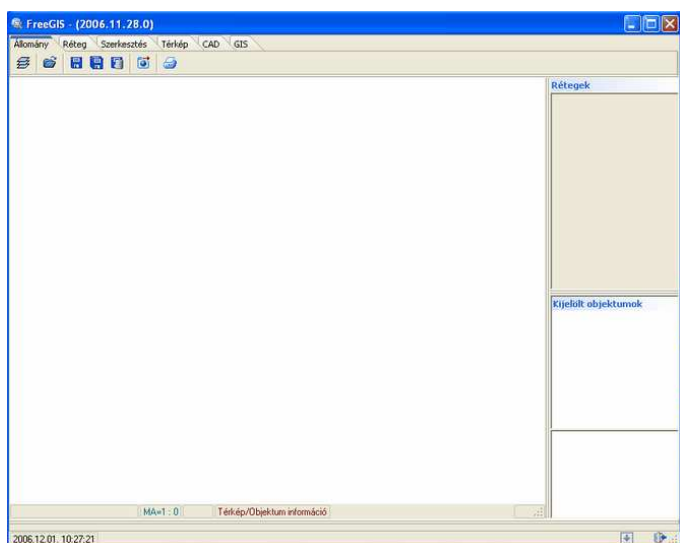 FreeGIS - (2006.11.28.0)
Állomány Réteg Szerkesztés Térkép CAD GIS
Rétegek
Kijelölt objektumok
MA=1 : 0 Térkép/Objektum információ
2006.12.01. 10:27:21